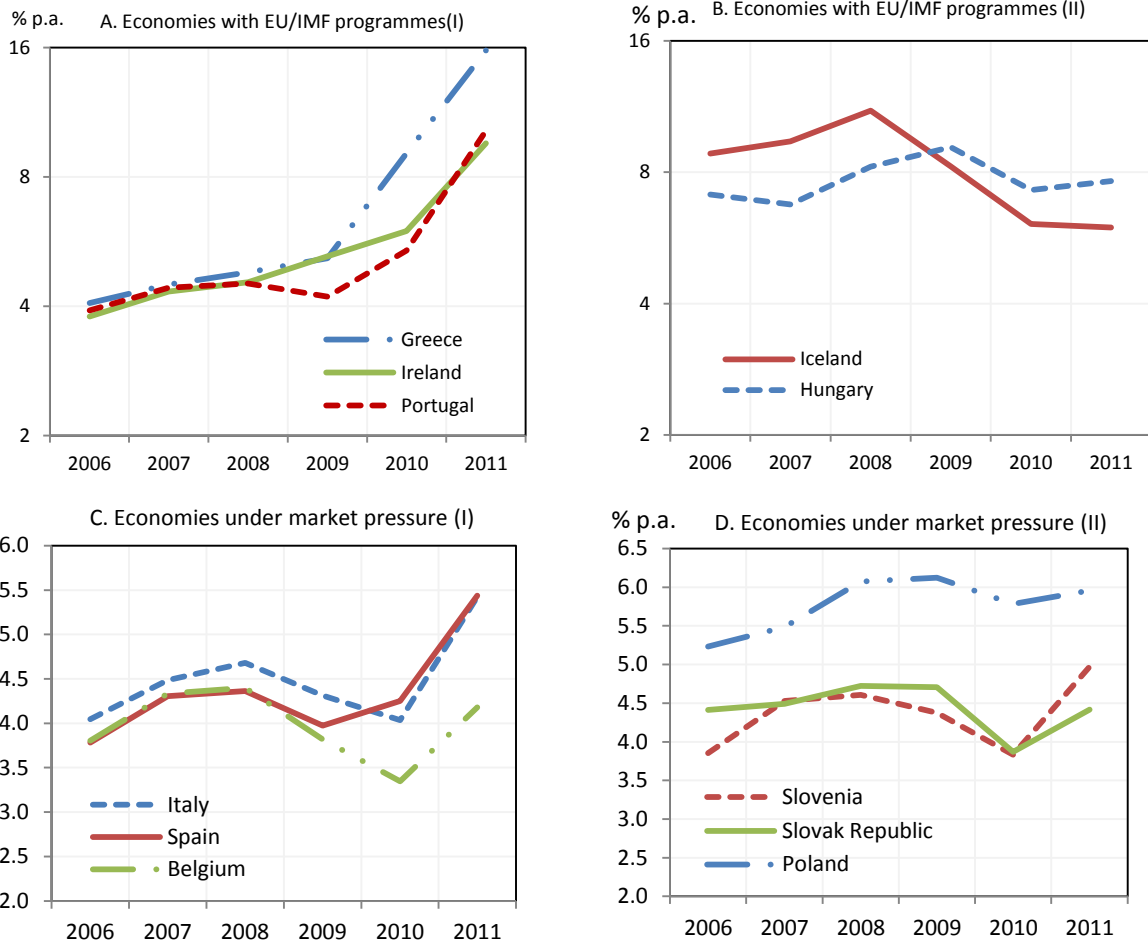 % p.a. A. Economies with EU/IMF programmes(I)
16
8
4
2
Greece
Ireland
Portugal
2006 2007 2008 2009 2010 2011
% p.a. B. Economies with EU/IMF programmes (II)
16
8
4
2
Iceland
Hungary
2006 2007 2008 2009 2010 2011
C. Economies under market pressure (I)
6.0
5.5
5.0
4.5
4.0
3.5
3.0
2.5
2.0
Italy
Spain
Belgium
2006 2007 2008 2009 2010 2011
% p.a. D. Economies under market pressure (II)
6.5
6.0
5.5
5.0
4.5
4.0
3.5
3.0
2.5
2.0
Slovenia
Slovak Republic
Poland
2006 2007 2008 2009 2010 2011